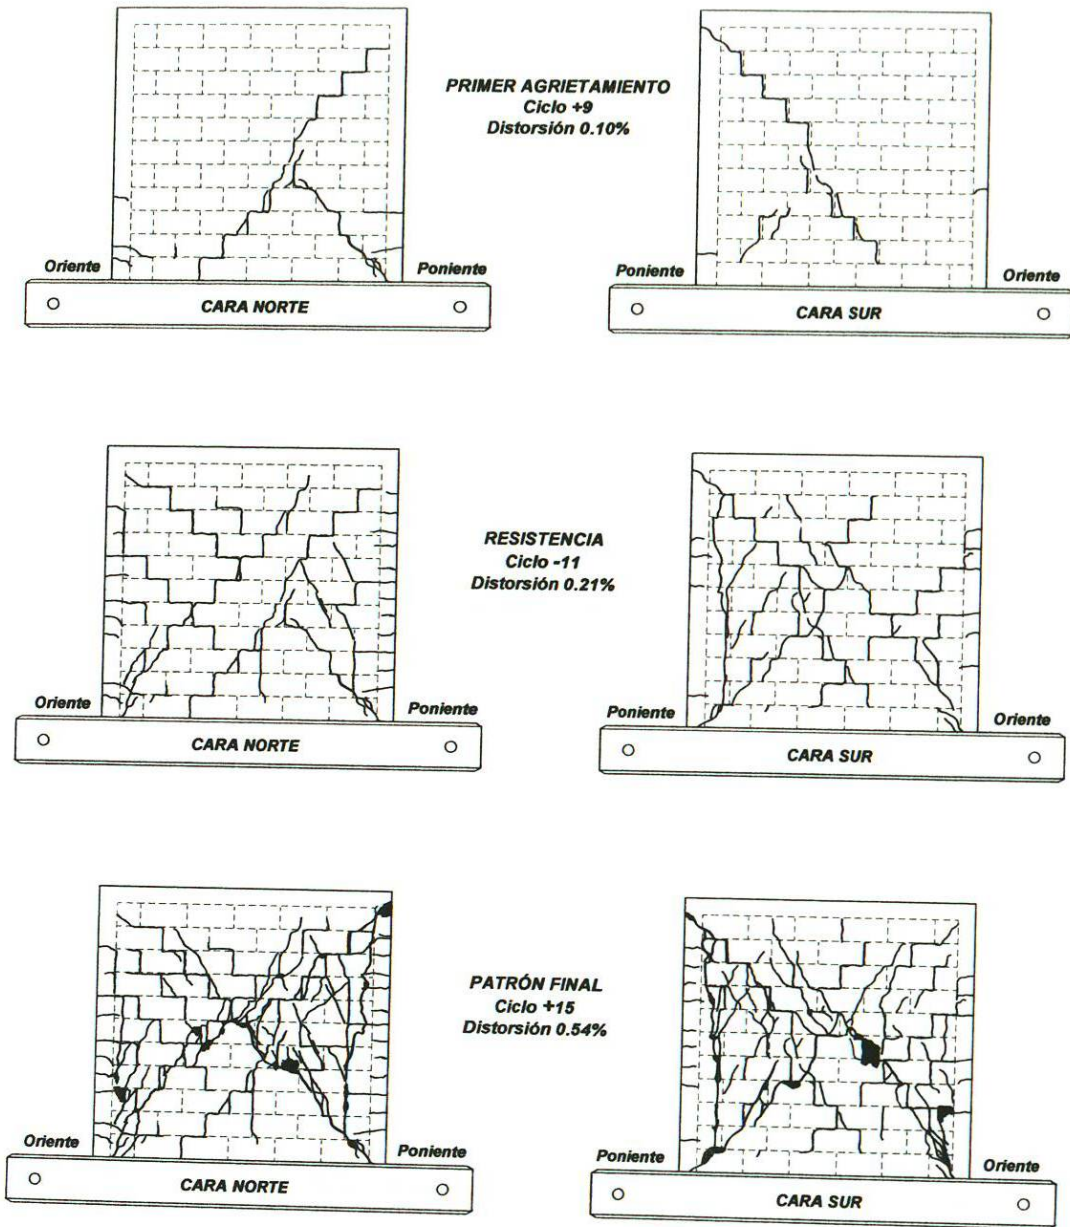 PRIMER AGRIETAMIENTO
Ciclo +9
Distorsión 0.10%
Oriente
Poniente
CARA NORTE
Poniente
Oriente
CARA SUR
RESISTENCIA
Ciclo -11
Distorsión 0.21%
Oriente
Poniente
CARA NORTE
Poniente
Oriente
CARA SUR
PATRÓN FINAL
Ciclo +15
Distorsión 0.54%
Oriente
Poniente
CARA NORTE
Poniente
Oriente
CARA SUR